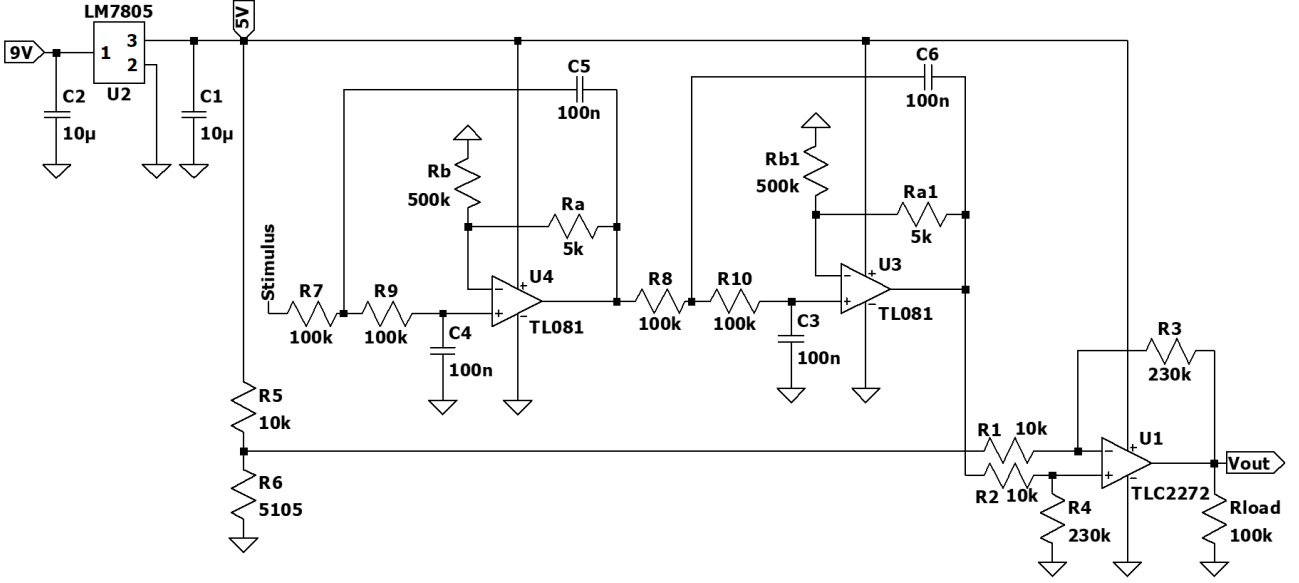 LM7805
5V
9V
1
3
2
U2
C2
10µ
C1
10µ
C5
100n
C6
100n
Rb
500k
Ra
5k
Rb1
500k
Ra1
5k
Stimulus
R7
100k
R9
100k
C4
100n
U4
TL081
R8
100k
R10
100k
C3
100n
U3
TL081
R5
10k
R6
5105
R1 10k
R2 10k
R3
230k
R4
230k
U1
TLC2272
Vout
Rload
100k